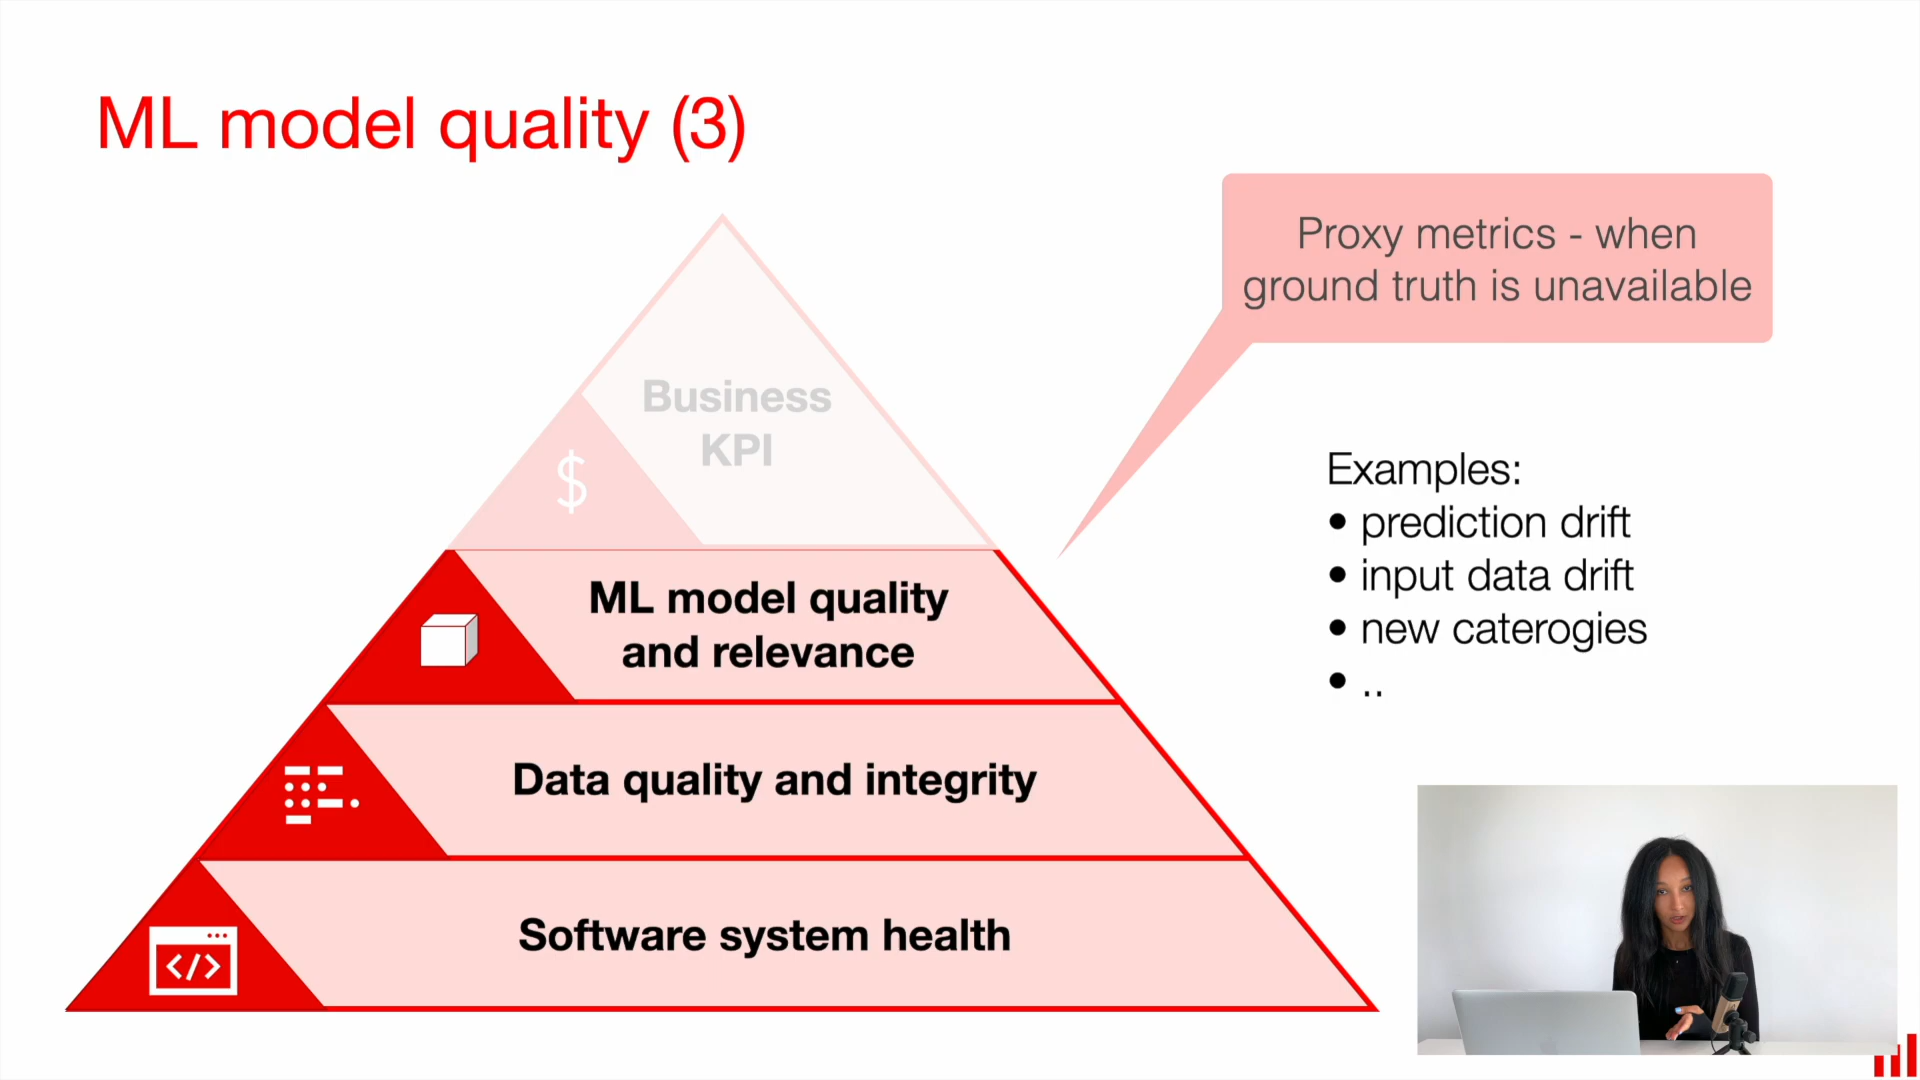 ML model quality (3)
Proxy metrics - when
ground truth is unavailable
Business
KPI
$
Examples:
• prediction drift
• input data drift
• new caterogies
• ..
ML model quality
and relevance
Data quality and integrity
Software system health
</>